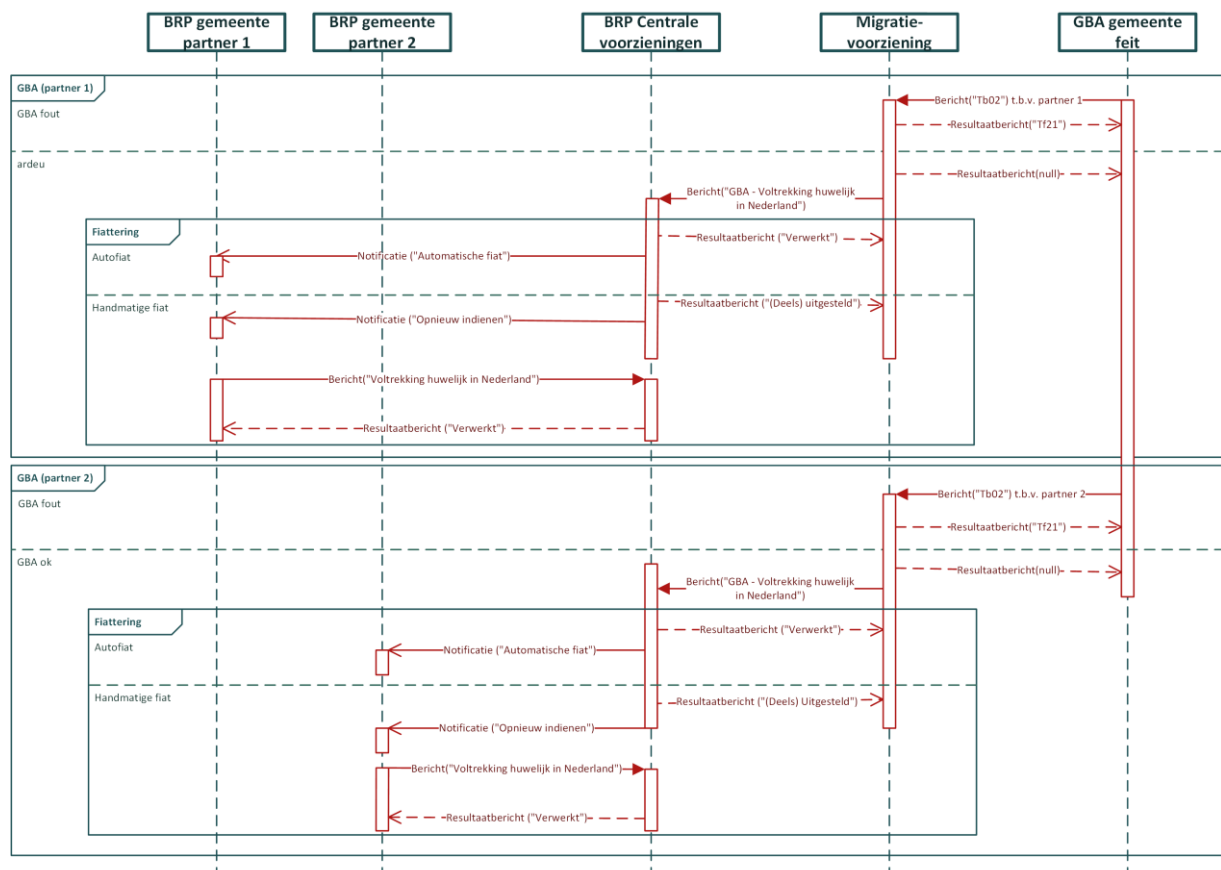 BRP gemeente
partner 1
BRP gemeente
partner 2
BRP Centrale
voorzieningen
Migratie-
voorziening
GBA gemeente
feit
GBA (partner 1)
GBA fout
Bericht("Tb02") t.b.v. partner 1
Resultaatbericht("Tf21")
ardeu
Resultaatbericht(null)
Bericht("GBA - Voltrekking huwelijk
in Nederland")
Fiattering
Autofiat
Resultaatbericht ("Verwerkt")
Notificatie ("Automatische fiat")
Handmatige fiat
Resultaatbericht ("(Deels) uitgesteld")
Notificatie ("Opnieuw indienen")
Bericht("Voltrekking huwelijk in Nederland")
Resultaatbericht ("Verwerkt")
GBA (partner 2)
GBA fout
Bericht("Tb02") t.b.v. partner 2
Resultaatbericht("Tf21")
GBA ok
Resultaatbericht(null)
Bericht("GBA - Voltrekking huwelijk
in Nederland")
Fiattering
Autofiat
Resultaatbericht ("Verwerkt")
Notificatie ("Automatische fiat")
Handmatige fiat
Resultaatbericht ("(Deels) Uitgesteld")
Notificatie ("Opnieuw indienen")
Bericht("Voltrekking huwelijk in Nederland")
Resultaatbericht ("Verwerkt")